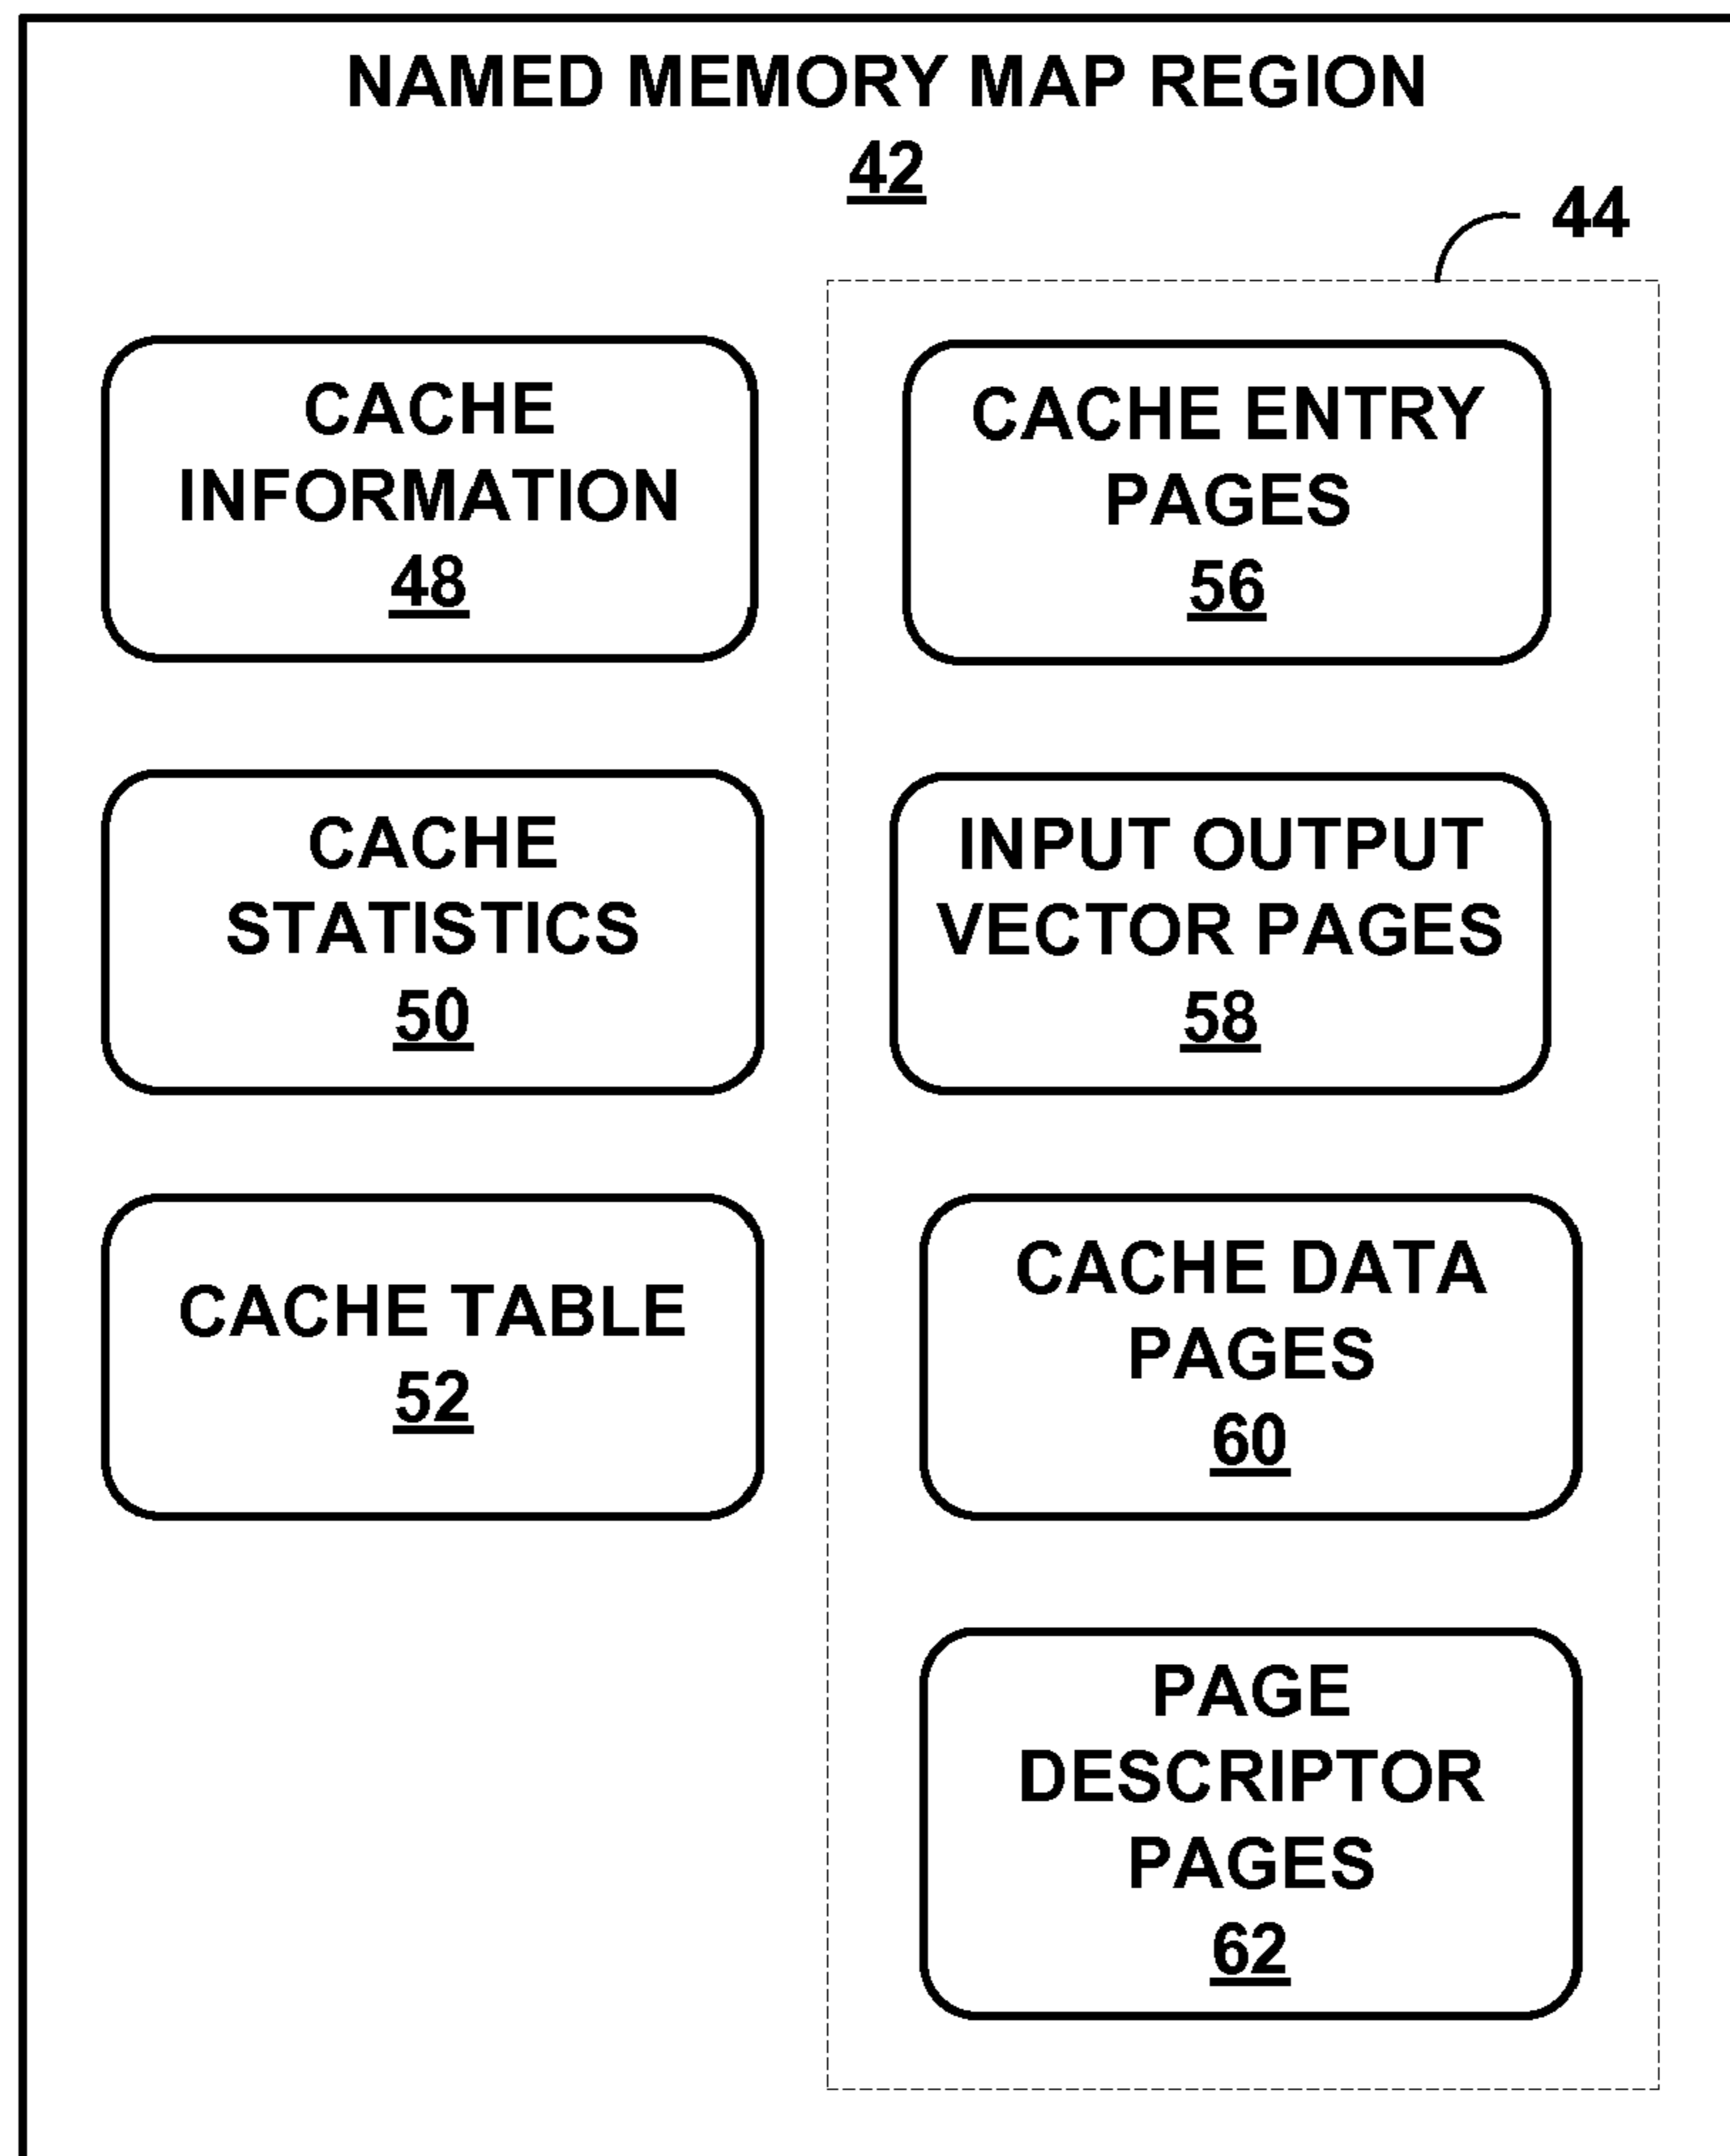 NAMED MEMORY MAP REGION
42
44
CACHE
INFORMATION
48
CACHE
STATISTICS
50
CACHE TABLE
52
CACHE ENTRY
PAGES
56
INPUT OUTPUT
VECTOR PAGES
58
CACHE DATA
PAGES
60
PAGE
DESCRIPTOR
PAGES
62